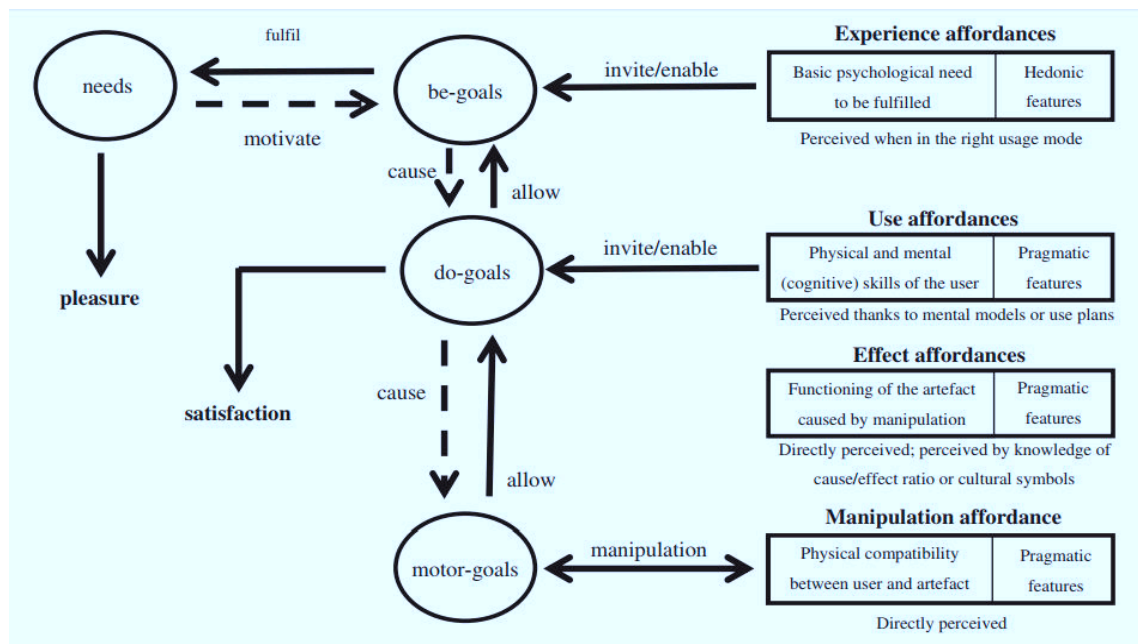 fulfil
needs
be-goals
motivate
cause
allow
do-goals
pleasure
satisfaction
cause
allow
motor-goals
invite/enable
Experience affordances
Basic psychological need
to be fulfilled
Hedonic
features
Perceived when in the right usage mode
invite/enable
Use affordances
Physical and mental
(cognitive) skills of the user
Pragmatic
features
Perceived thanks to mental models or use plans
Effect affordances
Functioning of the artefact
caused by manipulation
Pragmatic
features
Directly perceived; perceived by knowledge of
cause/effect ratio or cultural symbols
manipulation
Manipulation affordance
Physical compatibility
between user and artefact
Pragmatic
features
Directly perceived